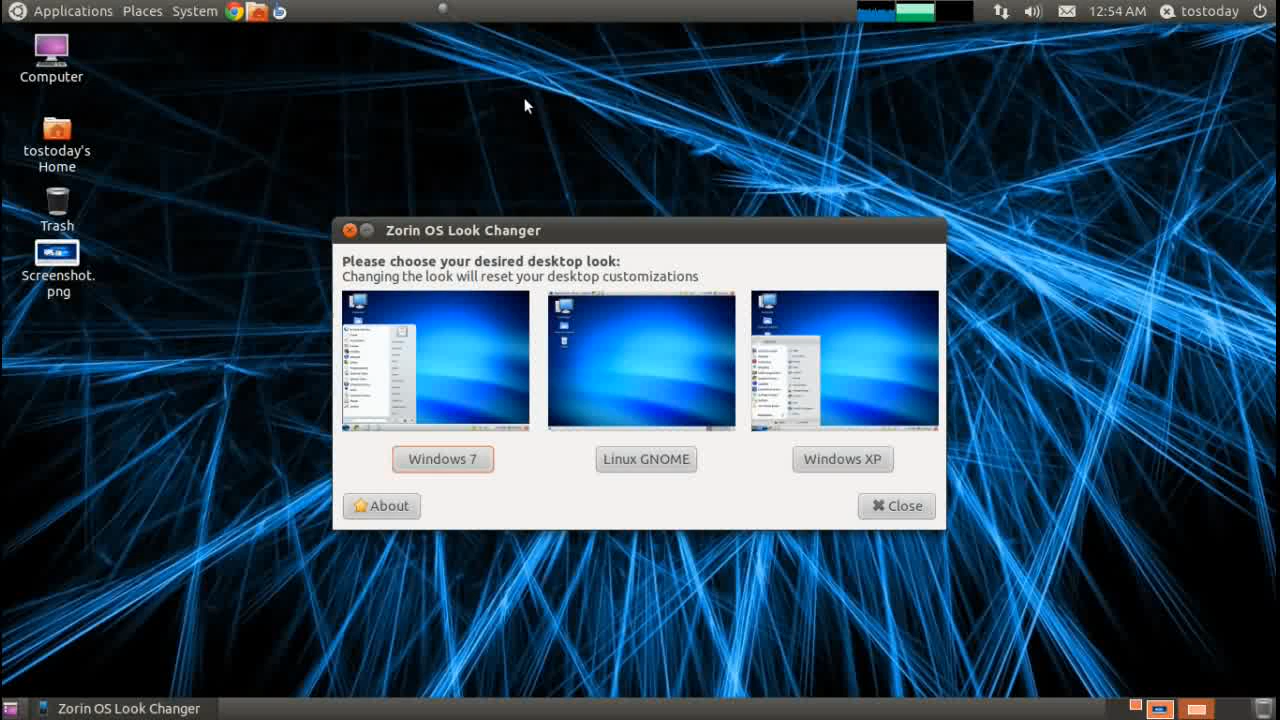 Applications Places System 12:54 AM tostoday
Computer
tostoday's
Home
Trash
Screenshot.
png
Zorin OS Look Changer
Please choose your desired desktop look:
Changing the look will reset your desktop customizations
Windows 7 Linux GNOME Windows XP
About Close
Zorin OS Look Changer